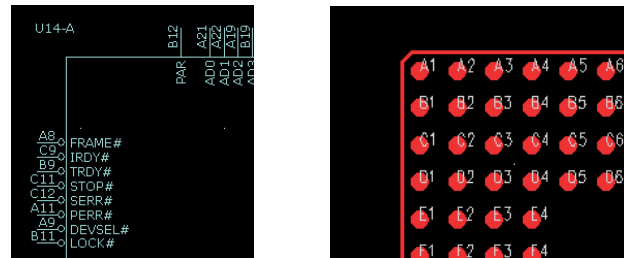 U14-A
B12 A21 A22 A19 B19
PAR AD0 AD1 AD2 AD3
A8 FRAME#
C9 IRDY#
B9 TRDY#
C11 STOP#
C12 SERR#
A11 PERR#
A9 DEVSEL#
B11 LOCK#
A1 A2 A3 A4 A5 A6
B1 B2 B3 B4 B5 B6
C1 C2 C3 C4 C5 C6
D1 D2 D3 D4 D5 D6
E1 E2 E3 E4
F1 F2 F3 F4